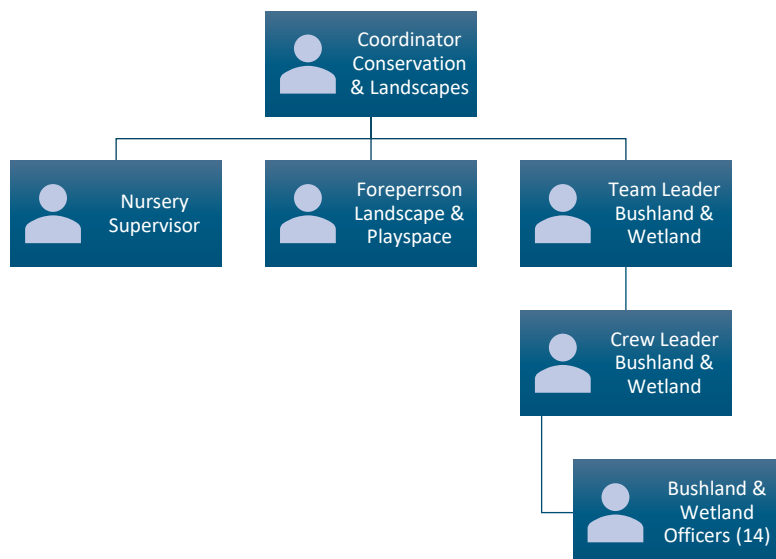 Coordinator
Conservation
& Landscapes
Nursery
Supervisor
Foreperrson
Landscape &
Playspace
Team Leader
Bushland &
Wetland
Crew Leader
Bushland &
Wetland
Bushland &
Wetland
Officers (14)